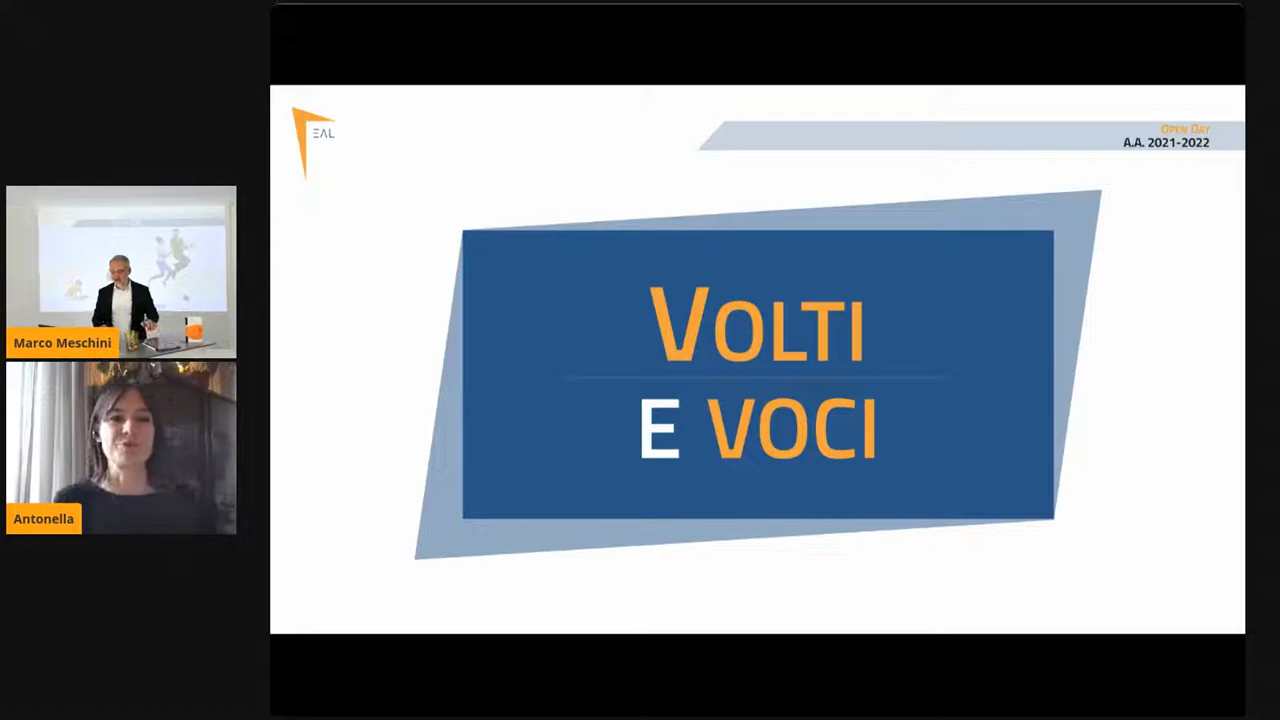 EAL
OPEN DAY
A.A. 2021-2022
VOLTI
E VOCI
Marco Meschini
Antonella